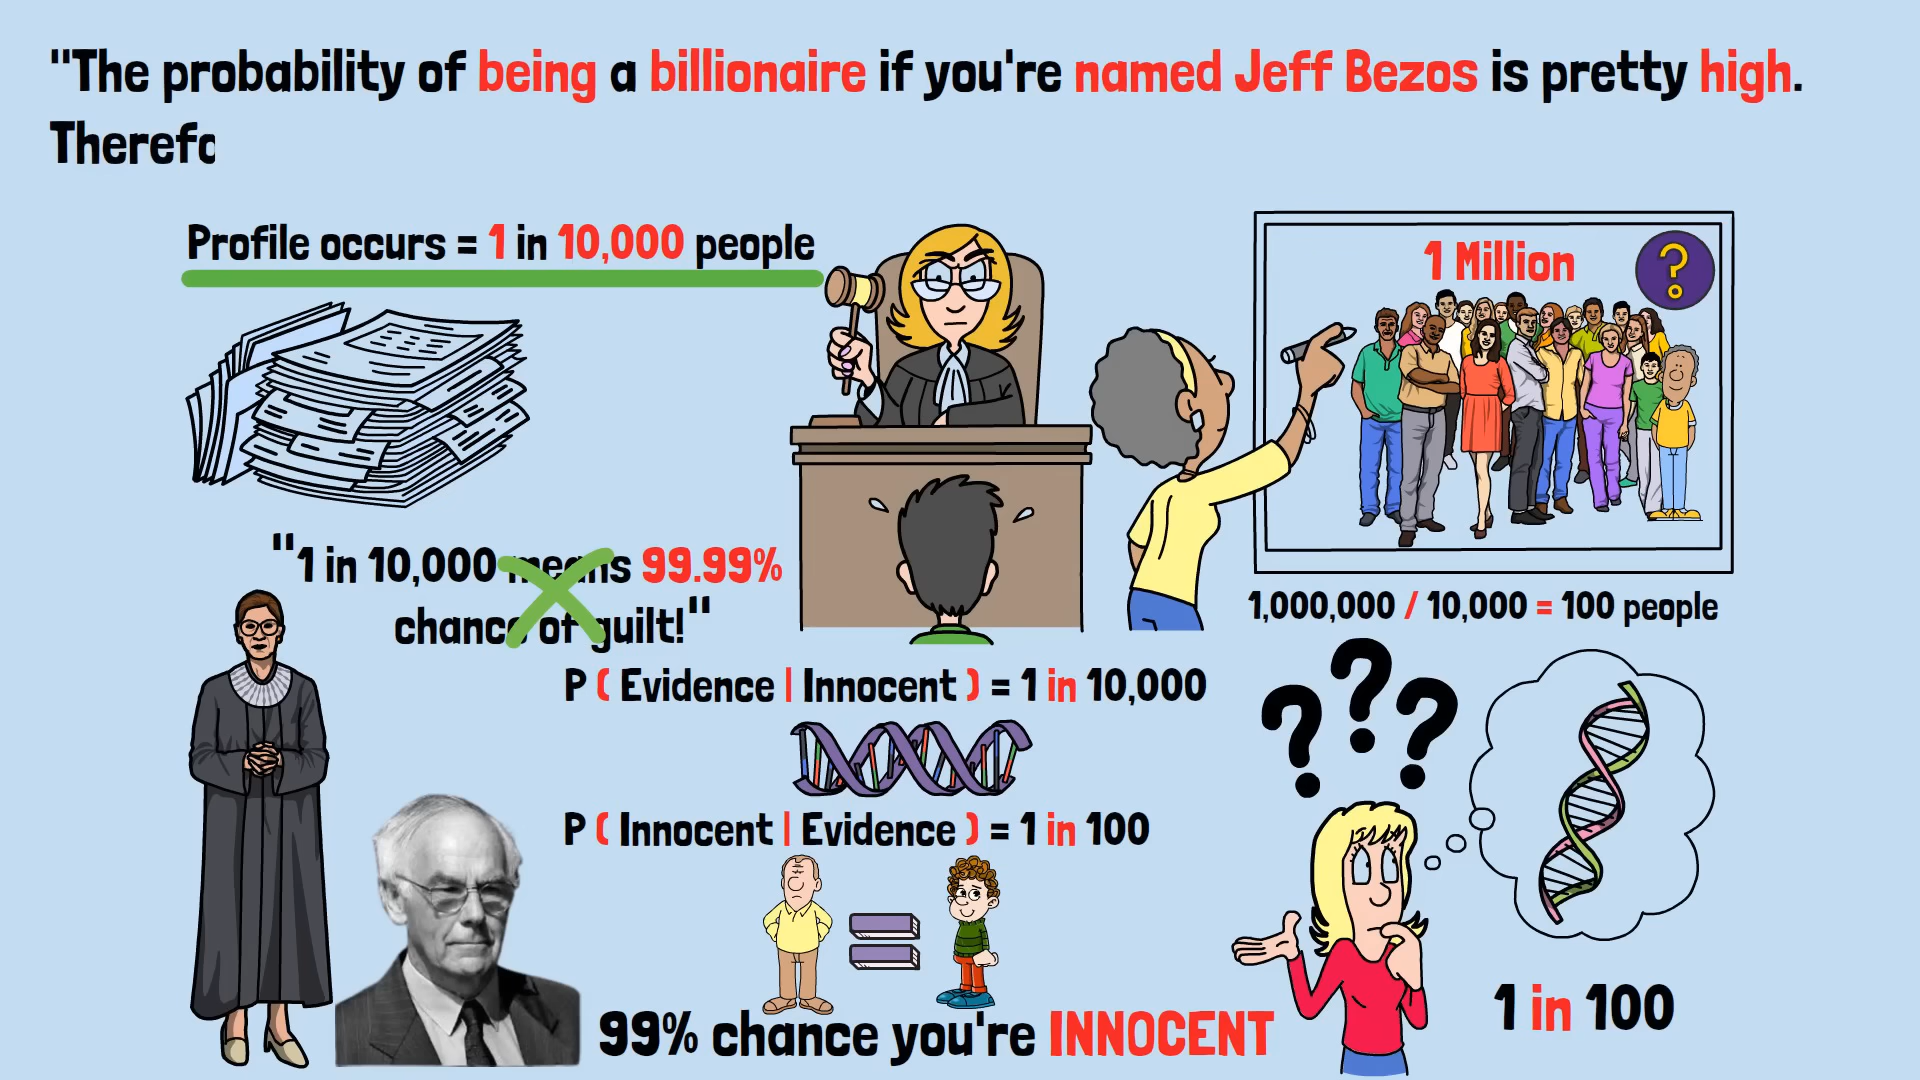 "The probability of being a billionaire if you're named Jeff Bezos is pretty high.
Therefo
Profile occurs = 1 in 10,000 people
1 Million
?
"1 in 10,000 means 99.99%
chance of guilt!"
1,000,000 / 10,000 = 100 people
P ( Evidence | Innocent ) = 1 in 10,000
???
P ( Innocent | Evidence ) = 1 in 100
99% chance you're INNOCENT
1 in 100